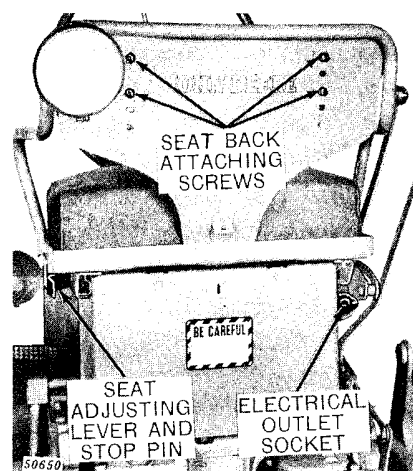 SEAT BACK
ATTACHING
SCREWS
BE CAREFUL
SEAT
ADJUSTING
LEVER AND
STOP PIN
ELECTRICAL
OUTLET
SOCKET
50650